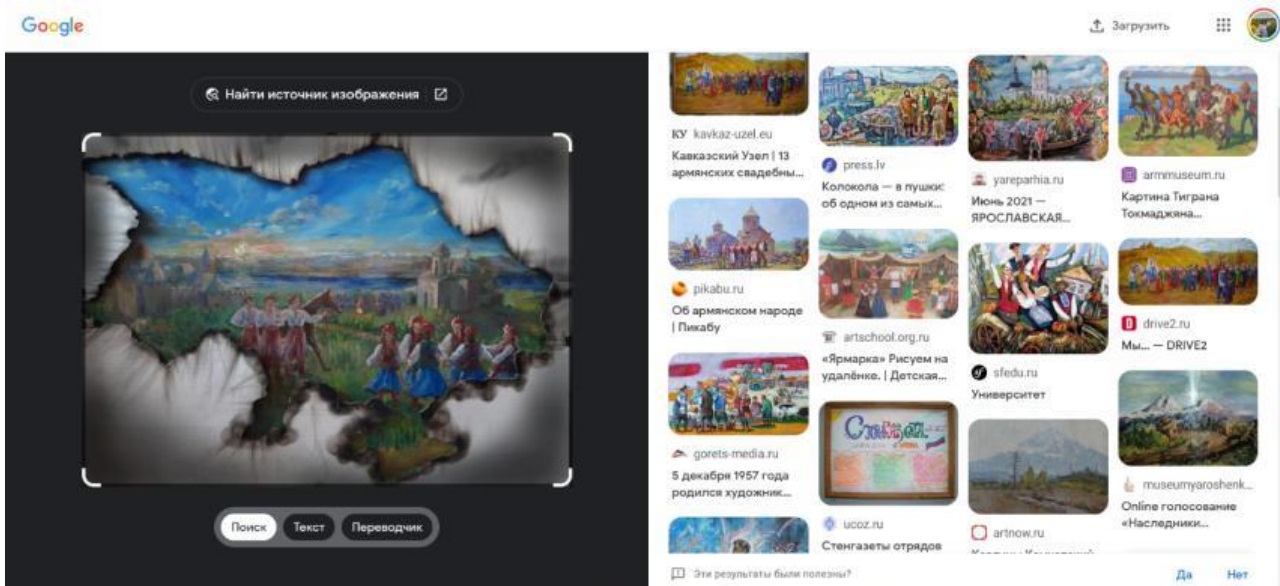 Google
Загрузить
Найти источник изображения
Поиск
Текст
Переводчик
KY kavkaz-uzel.eu
Кавказский Узел | 13
армянских свадебны...
pikabu.ru
Об армянском народе
| Пикабу
gorets-media.ru
5 декабря 1957 года
родился художник...
press.lv
Колокола — в пушки:
об одном из самых...
artschool.org.ru
«Ярмарка» Рисуем на
удалёнке. | Детская...
ucoz.ru
Стенгазеты отрядов
yareparhia.ru
Июнь 2021 —
ЯРОСЛАВСКАЯ...
sfedu.ru
Университет
artnow.ru
armmuseum.ru
Картина Тиграна
Токмаджяна...
D drive2.ru
Мы... — DRIVE2
museumyaroshenk...
Online голосование
«Наследники...
Эти результаты были полезны?
Да
Нет